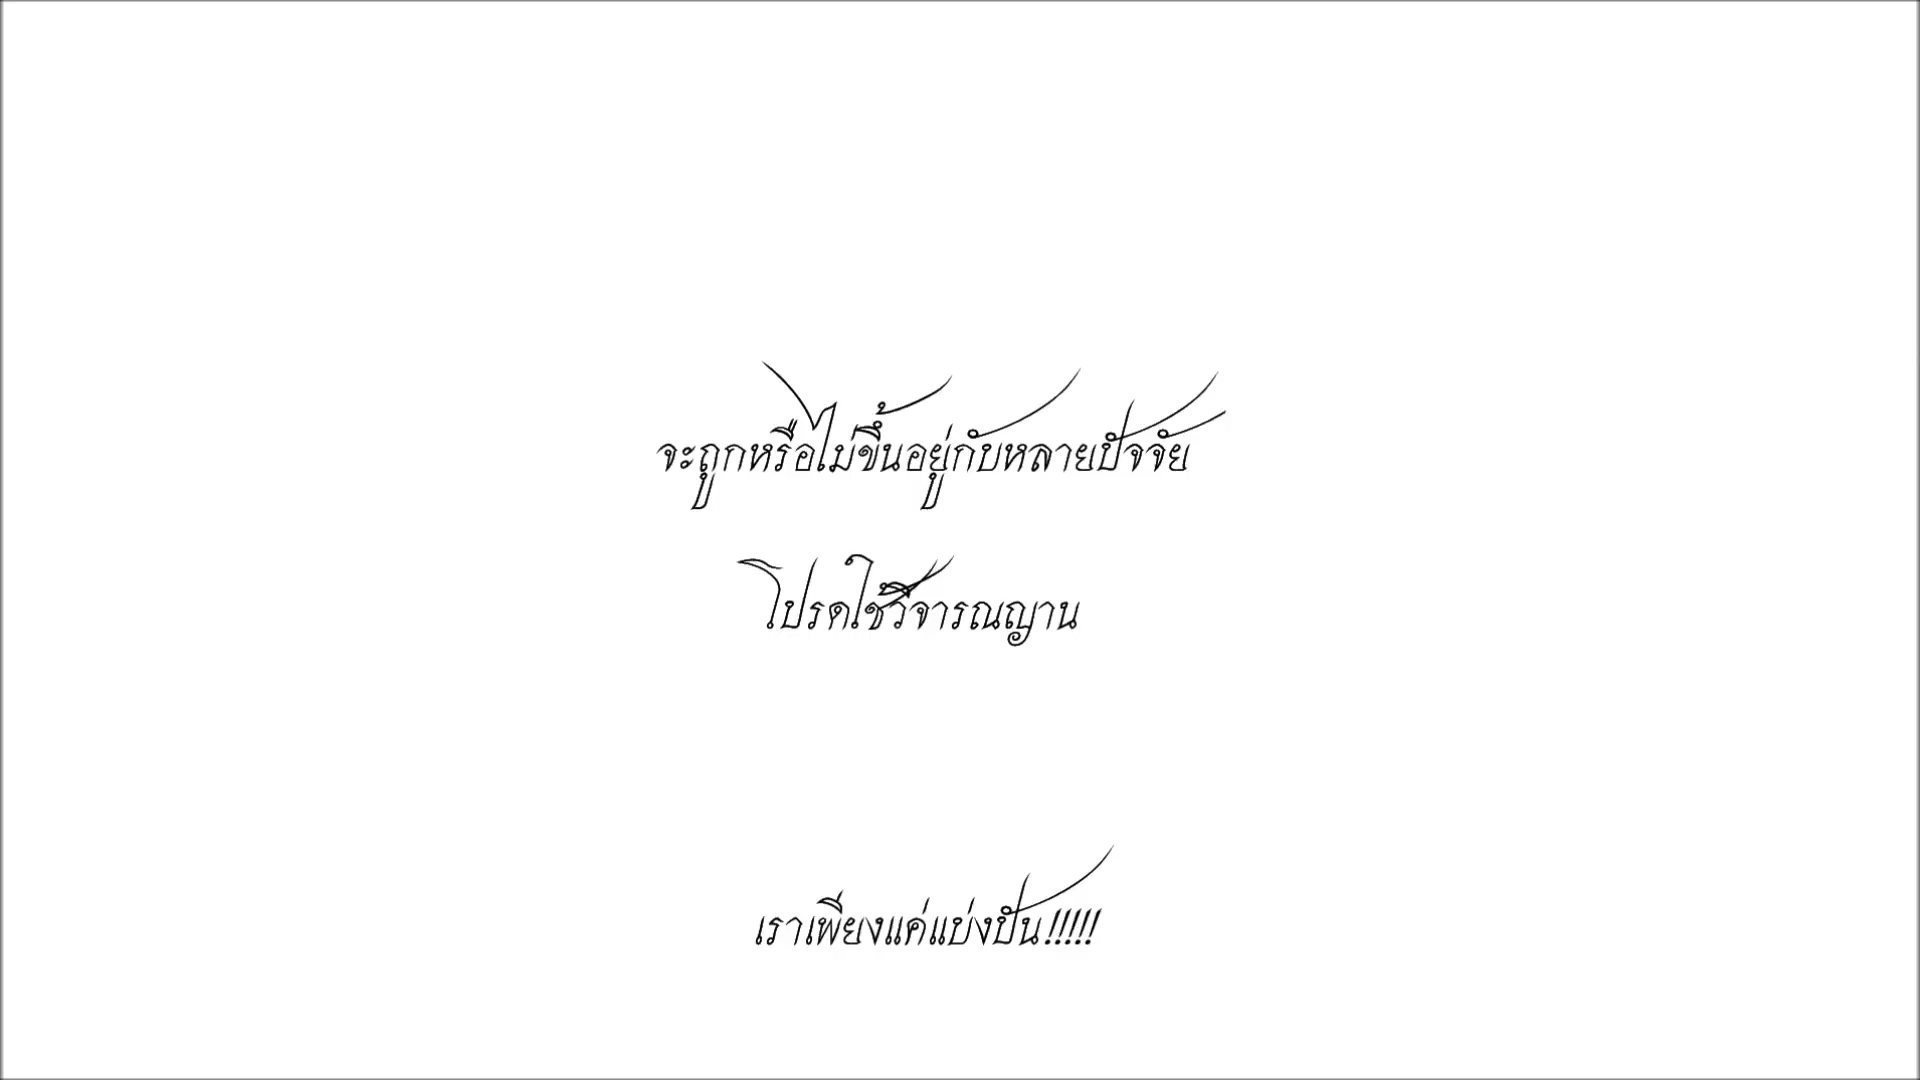 จะถูกหรือไม่ขึ้นอยู่กับหลายปัจจัย
โปรดใช้วิจารณญาน
เราเพียงแค่แบ่งปัน!!!!!